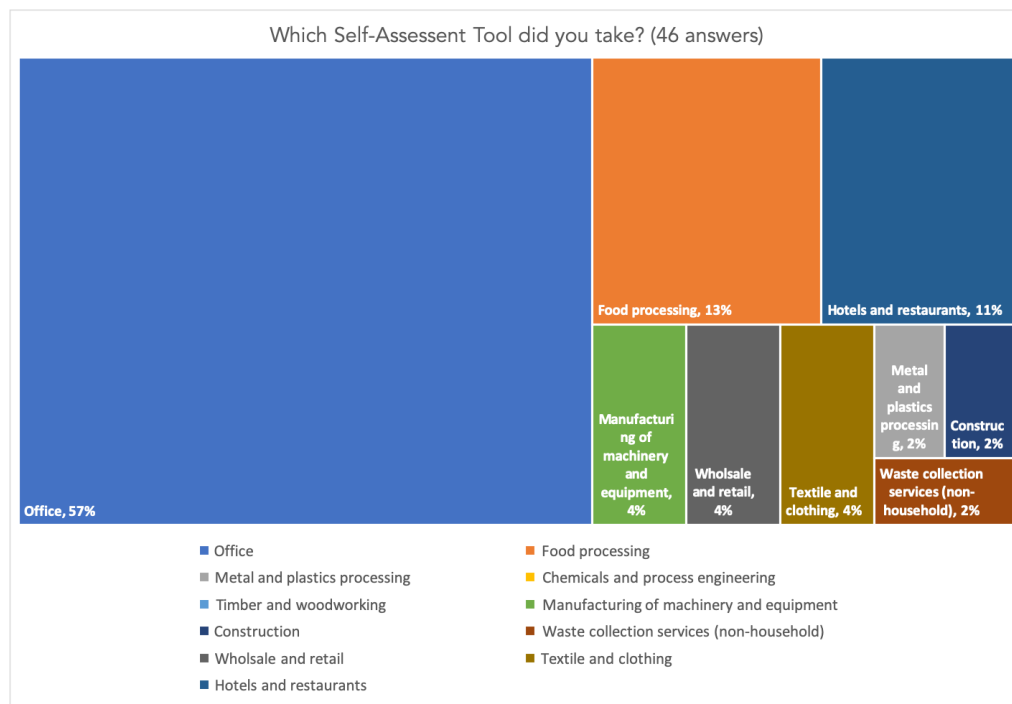 Which Self-Assessent Tool did you take? (46 answers)
Office, 57%
Food processing, 13%
Hotels and restaurants, 11%
Manufacturi
ng of
machinery
and
equipment,
4%
Wholsale
and retail,
4%
Textile and
clothing, 4%
Metal
and
plastics
processin
g, 2%
Construc
tion, 2%
Waste collection
services (non-
household), 2%
Office
Food processing
Metal and plastics processing
Chemicals and process engineering
Timber and woodworking
Manufacturing of machinery and equipment
Construction
Waste collection services (non-household)
Wholsale and retail
Textile and clothing
Hotels and restaurants